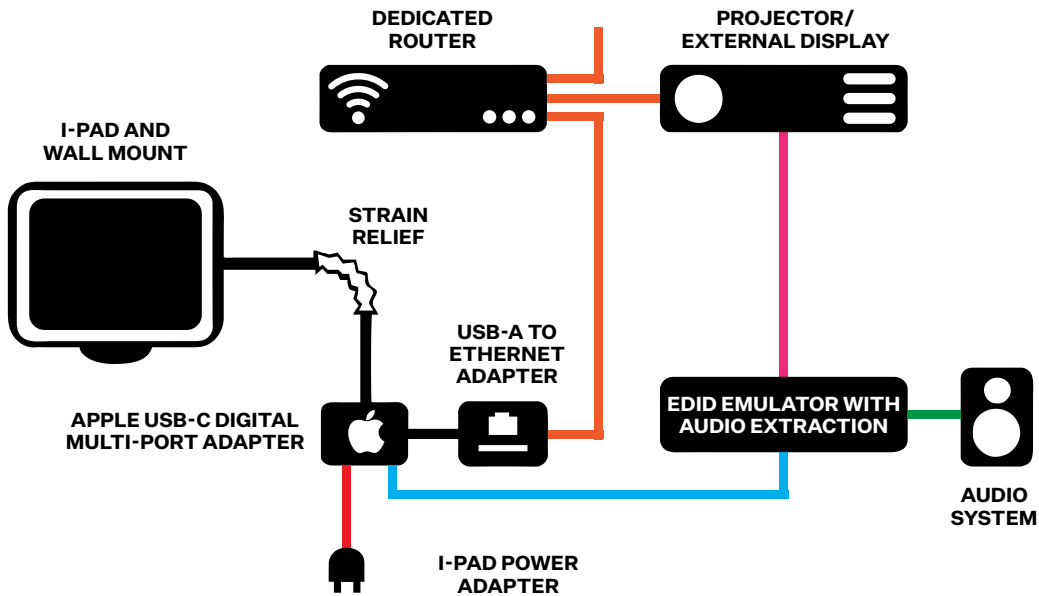 DEDICATED
ROUTER
PROJECTOR/
EXTERNAL DISPLAY
I-PAD AND
WALL MOUNT
STRAIN
RELIEF
USB-A TO
ETHERNET
ADAPTER
APPLE USB-C DIGITAL
MULTI-PORT ADAPTER
EDID EMULATOR WITH
AUDIO EXTRACTION
AUDIO
SYSTEM
I-PAD POWER
ADAPTER